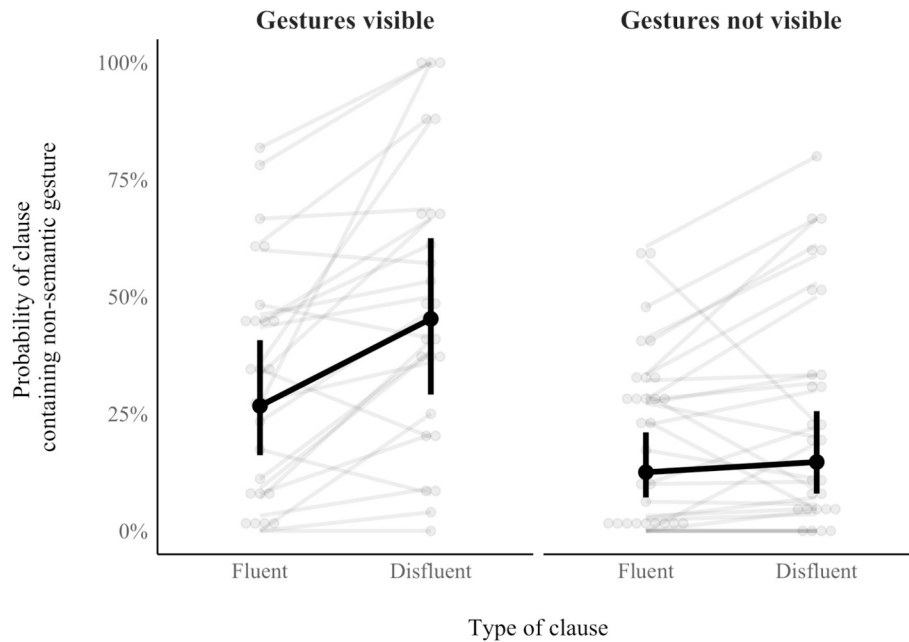 Gestures visible
Gestures not visible
100%
75%
50%
25%
0%
Probability of clause
containing non-semantic gesture
Fluent
Disfluent
Fluent
Disfluent
Type of clause